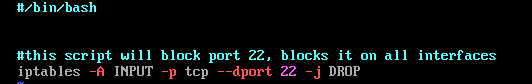 #/bin/bash
#this script will block port 22, blocks it on all interfaces
iptables -A INPUT -p tcp --dport 22 -j DROP
~